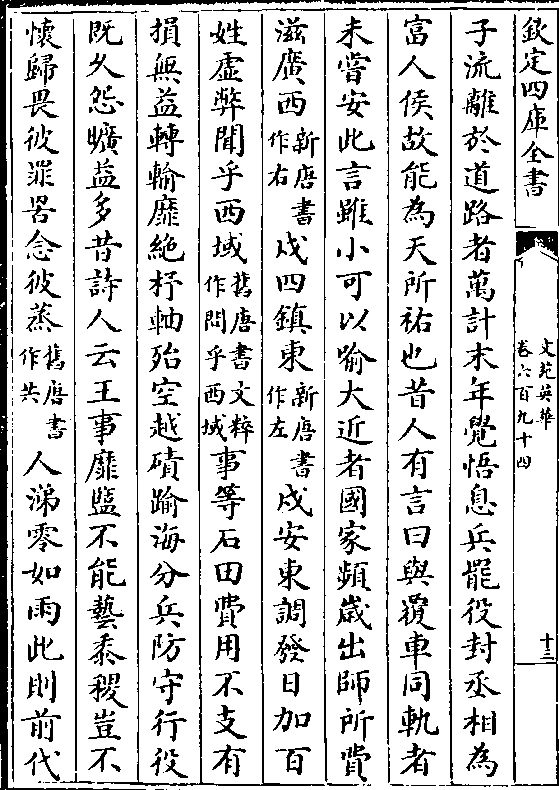 欽定四庫全書
文苑英華
卷六百九十四
十三
子流離於道路者萬計末年覺悟息兵罷役封丞相為
富人侯故能為天所祐也昔人有言曰與覆車同軌者
未嘗安此言雖小可以喻大近者國家頻歲出師所費
滋廣西新唐書作右戍四鎮東新唐書作左戍安東調發日加百
姓虛弊聞乎西域舊唐書文粹作問乎西域事等石田費用不支有
損無益轉輸靡絶杼軸殆空越磧踰海分兵防守行役
既久怨曠益多昔詩人云王事靡盬不能藝黍稷豈不
懷歸畏彼罪罟念彼蒸舊唐書作共人涕零如雨此則前代